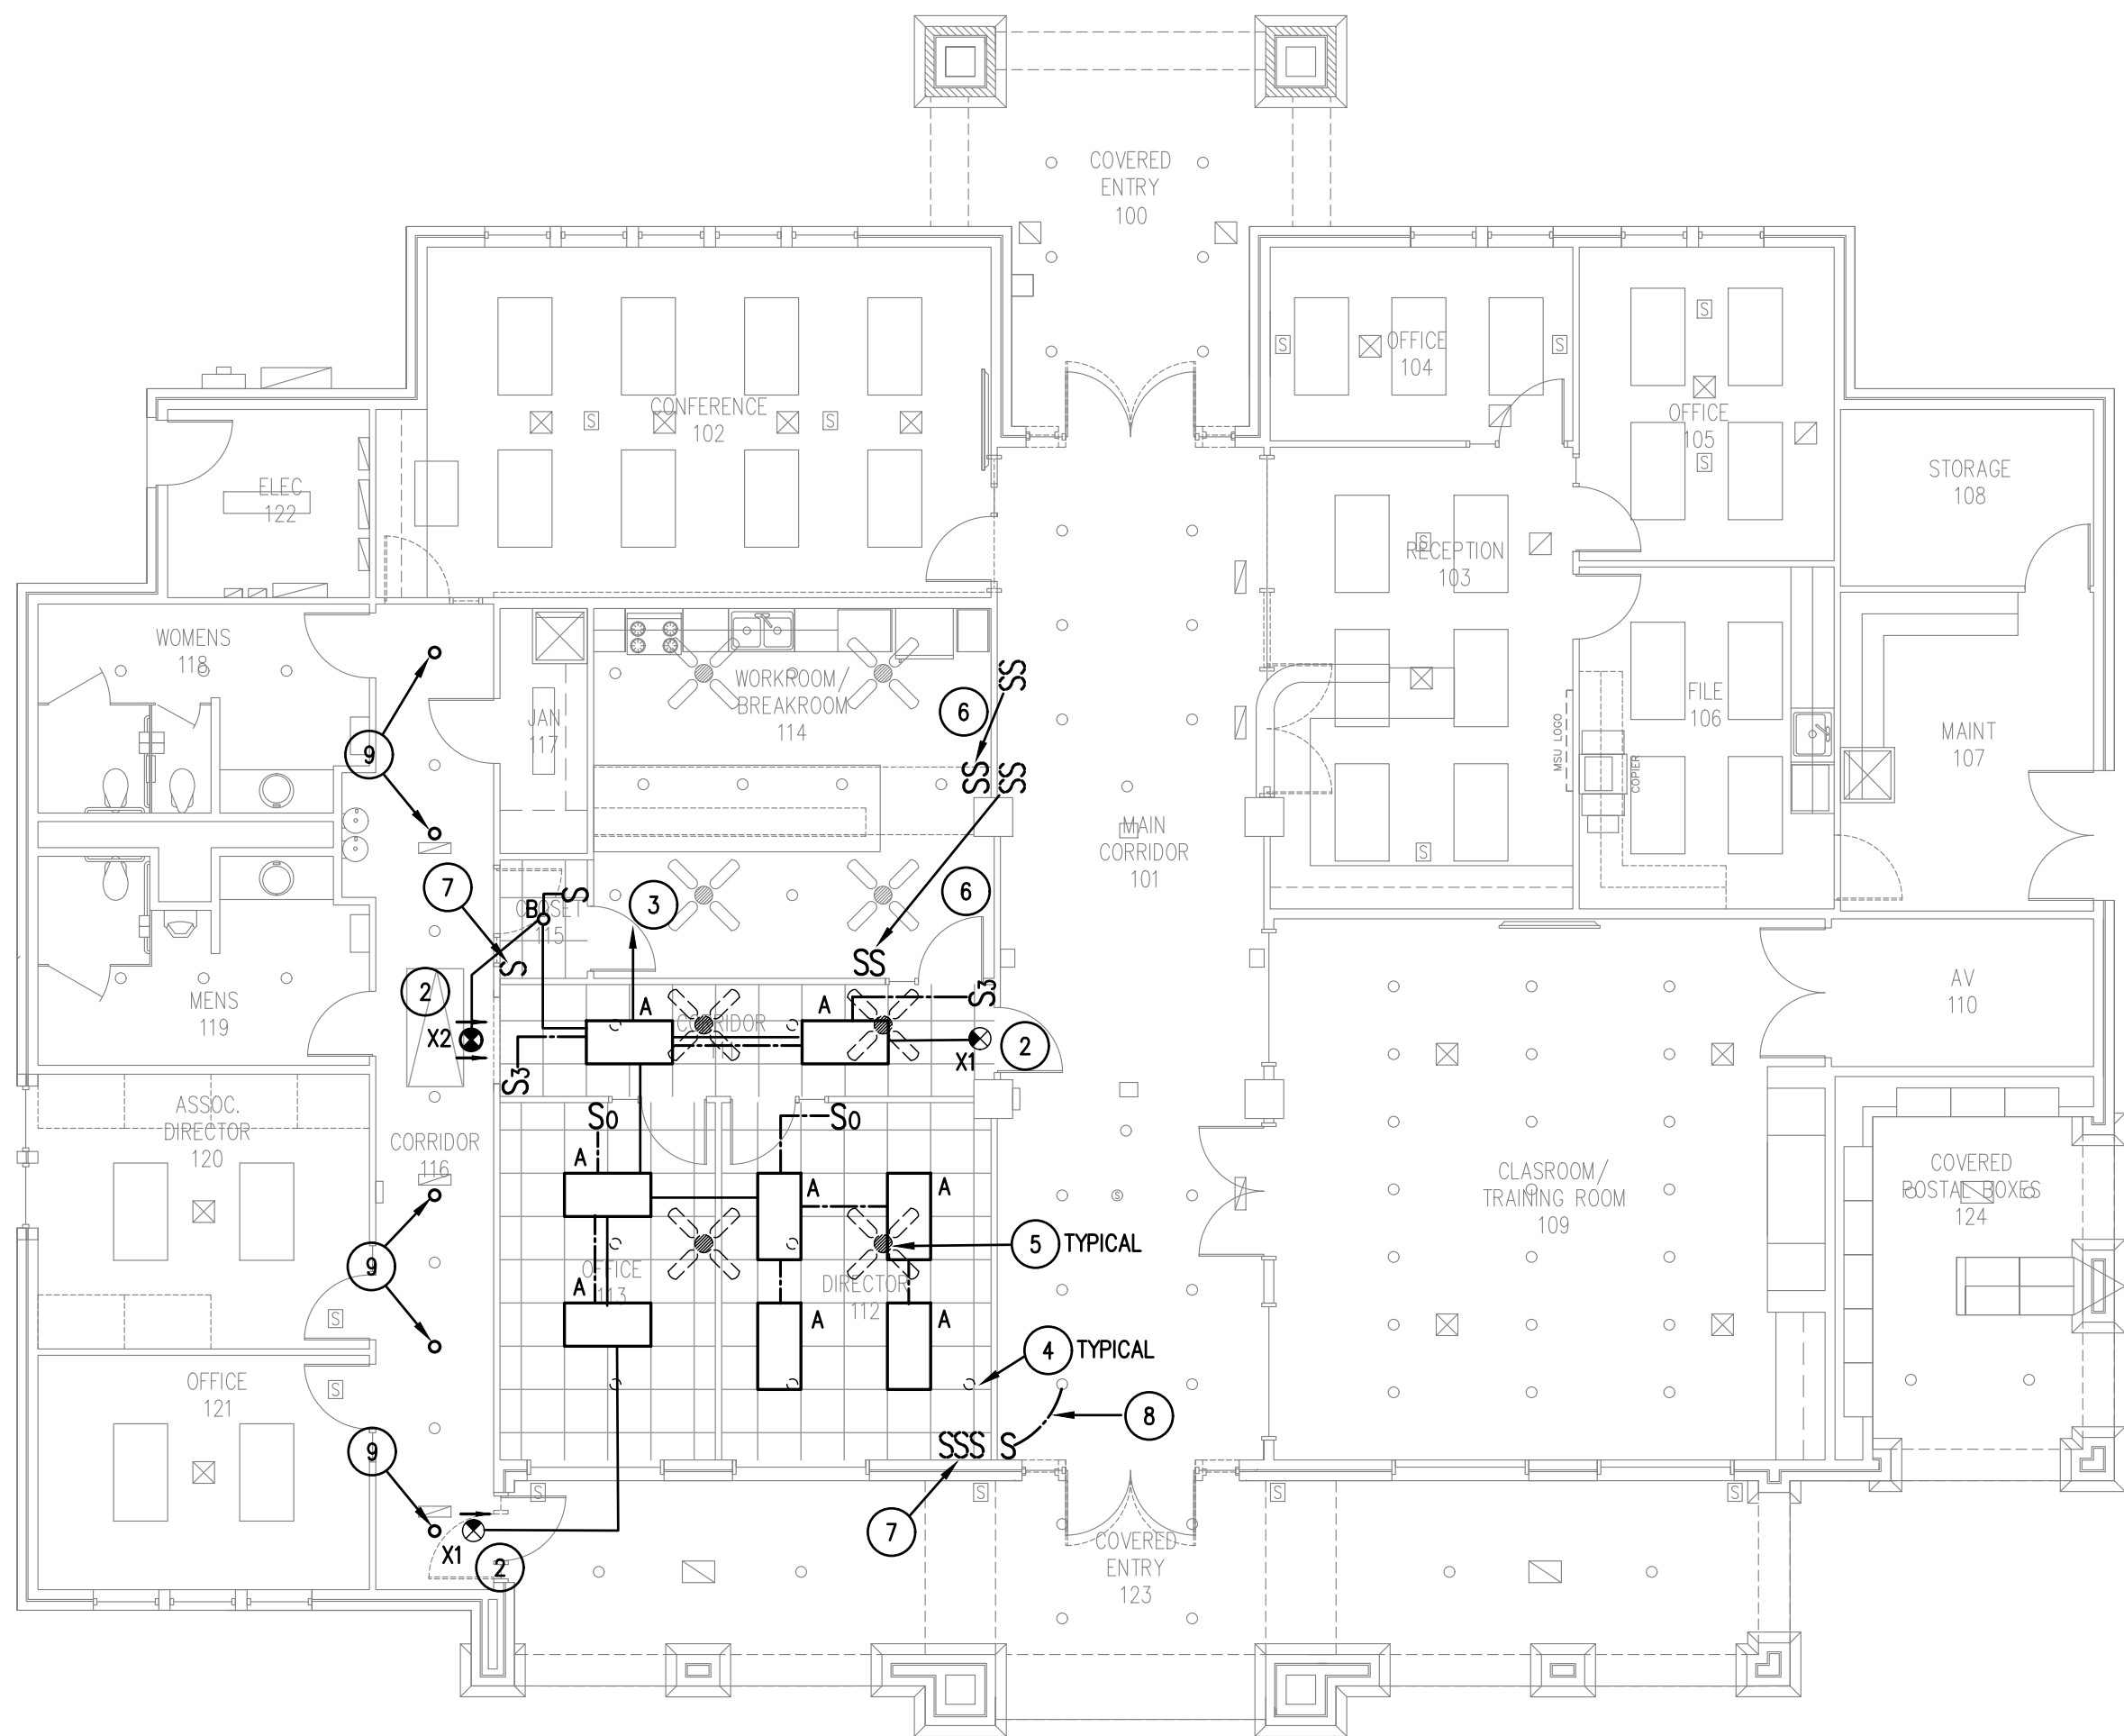 COVERED
ENTRY
100
S
OFFICE
104
S
S
OFFICE
105
S
CONFERENCE
102
S
S
STORAGE
108
ELEC
122
S
RECEPTION
103
WOMENS
118
WORKROOM/
BREAKROOM
114
SS
6
JAN
117
FILE
106
MAINT
107
MSU LOGO
COPIER
9
SS
SS
MAIN
CORRIDOR
101
S
7
B
S
CLOSET
115
3
6
S
SS
2
MENS
119
AV
110
A
A
S3
CORRIDOR
X2
X1
2
S3
ASSOC.
DIRECTOR
120
S0
S0
CORRIDOR
116
A
A
A
S
CLASROOM/
TRAINING ROOM
109
COVERED
POSTAL BOXES
124
5 TYPICAL
9
OFFICE
113
DIRECTOR
112
A
A
A
S
4 TYPICAL
OFFICE
121
S
8
9
SSS S
S
S
S
S
7
X1
2
COVERED
ENTRY
123